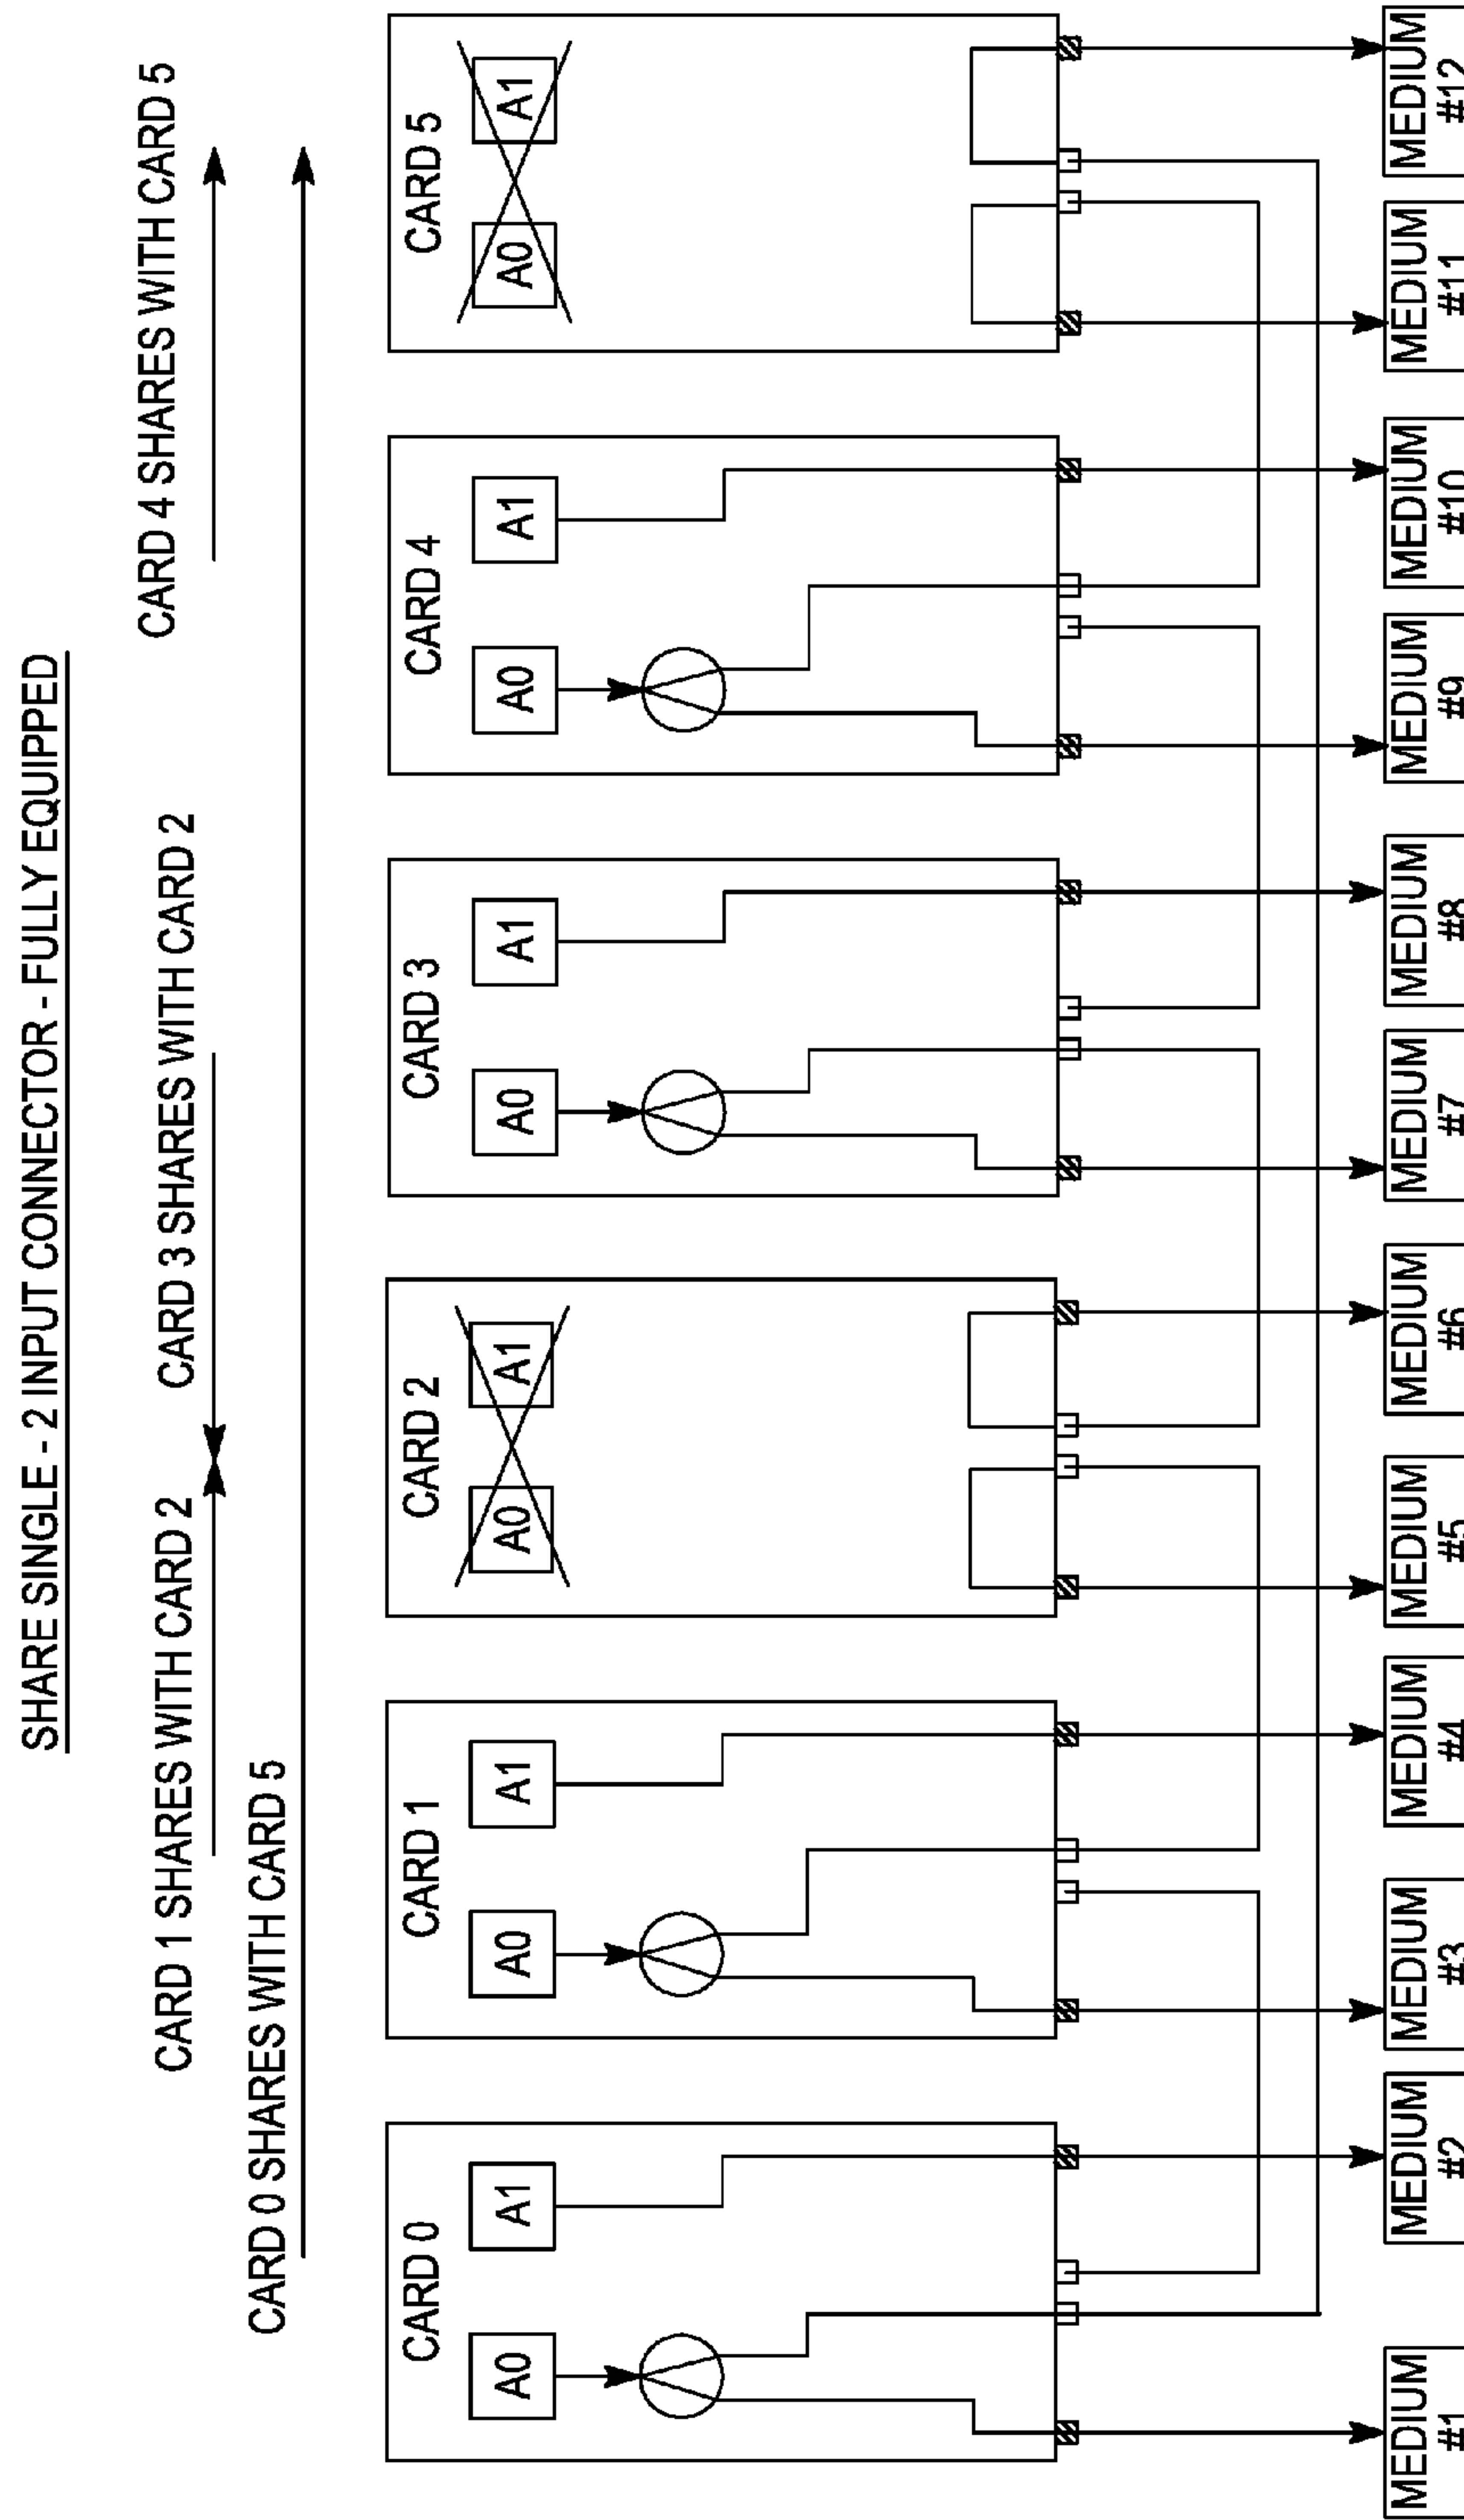 SHARE SINGLE - 2 INPUT CONNECTOR - FULLY EQUIPPED
CARD 1 SHARES WITH CARD 2
CARD 3 SHARES WITH CARD 2
CARD 4 SHARES WITH CARD 5
CARD 0 SHARES WITH CARD 5
CARD 0
A0
A1
CARD 1
A0
A1
CARD 2
A0
A1
CARD 3
A0
A1
CARD 4
A0
A1
CARD 5
A0
A1
MEDIUM
#1
MEDIUM
#2
MEDIUM
#3
MEDIUM
#4
MEDIUM
#5
MEDIUM
#6
MEDIUM
#7
MEDIUM
#8
MEDIUM
#9
MEDIUM
#10
MEDIUM
#11
MEDIUM
#12